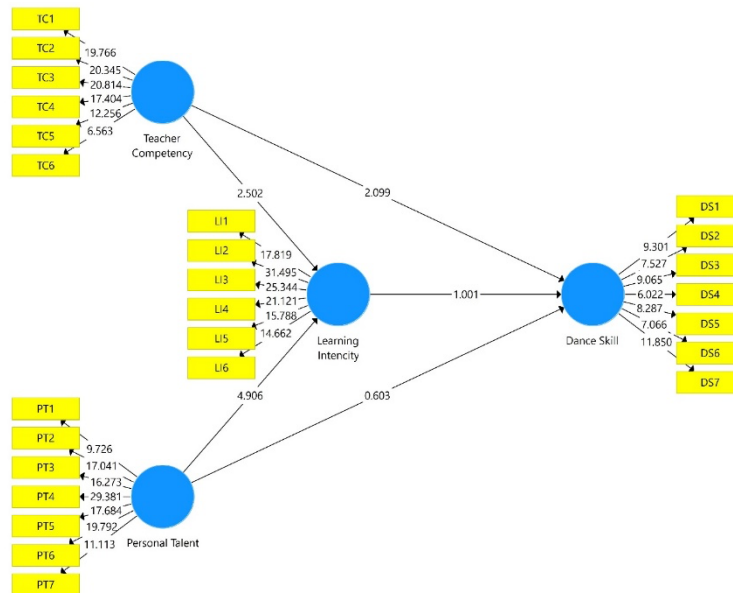 TC1
TC2
TC3
TC4
TC5
TC6
19.766
20.345
20.814
17.404
12.256
6.563
Teacher
Competency
2.502
2.099
LI1
LI2
LI3
LI4
LI5
LI6
17.819
31.495
25.344
21.121
15.788
14.662
Learning
Intencity
1.001
DS1
DS2
DS3
DS4
DS5
DS6
DS7
9.301
7.527
9.065
6.022
8.287
7.066
11.850
Dance Skill
4.906
0.603
PT1
PT2
PT3
PT4
PT5
PT6
PT7
9.726
17.041
16.273
29.381
17.684
19.792
11.113
Personal Talent